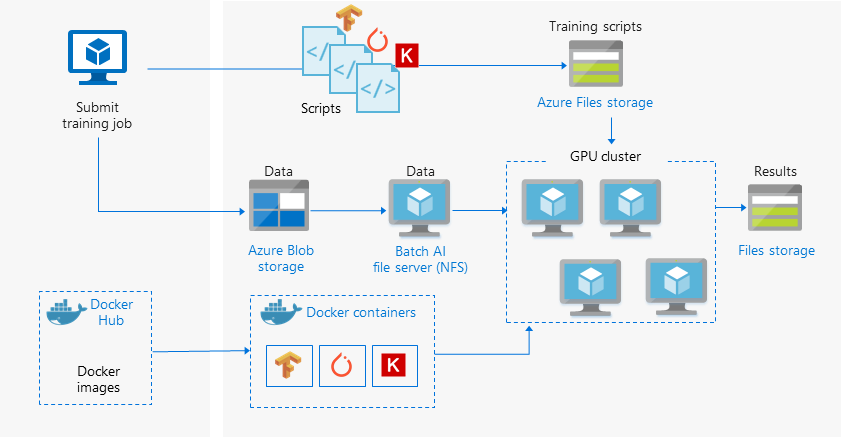 Submit
training job
</>
</>
</>
K
Scripts
Training scripts
Azure Files storage
Data
Azure Blob
storage
Data
Batch AI
file server (NFS)
GPU cluster
Results
Files storage
Docker
Hub
Docker
images
Docker containers
K